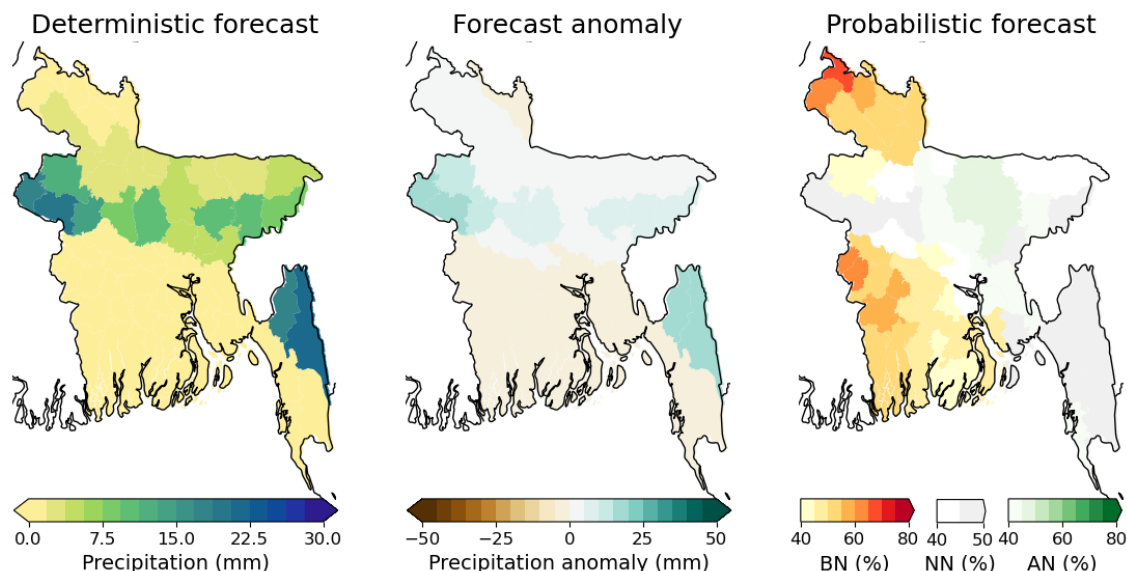 Deterministic forecast
Forecast anomaly
Probabilistic forecast
0.0 7.5 15.0 22.5 30.0
Precipitation (mm)
−50 −25 0 25 50
Precipitation anomaly (mm)
40 60 80
BN (%)
40 50
NN (%)
40 60 80
AN (%)